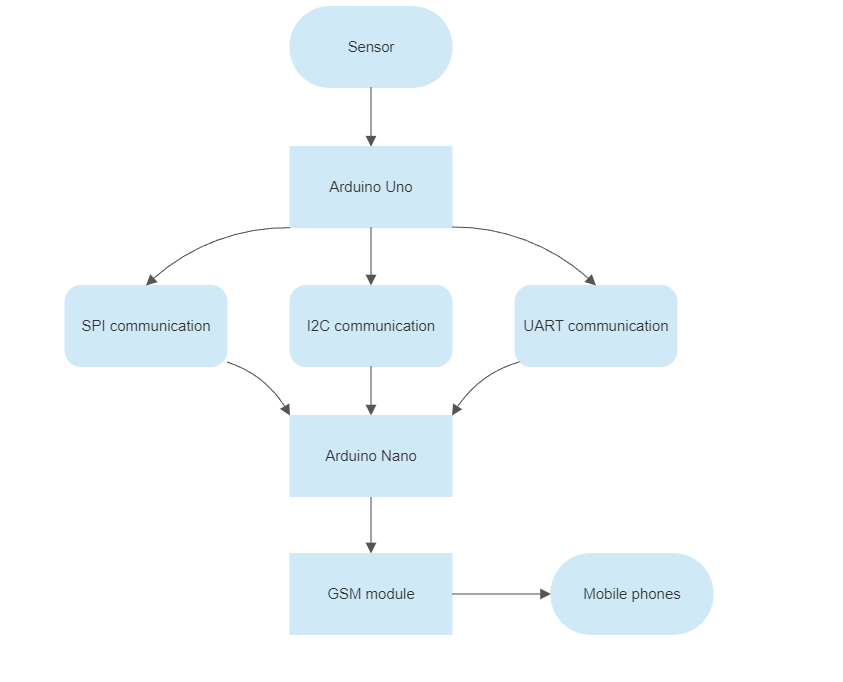 Sensor
Arduino Uno
SPI communication
I2C communication
UART communication
Arduino Nano
GSM module
Mobile phones